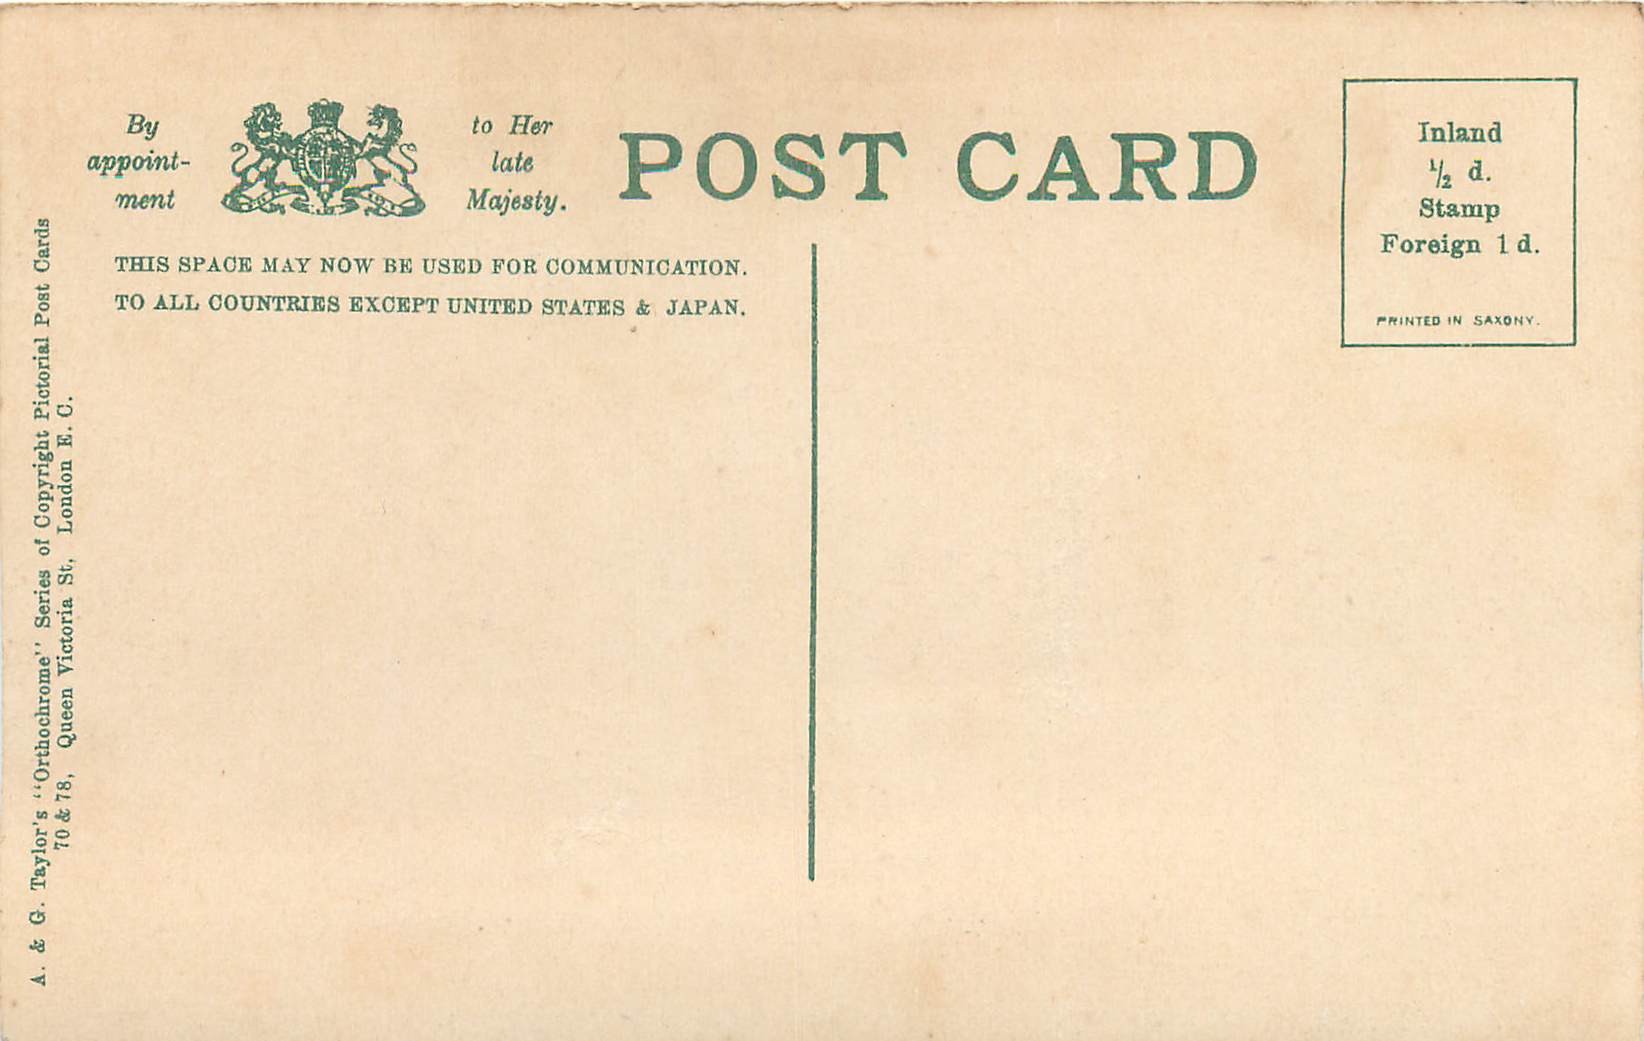 By
appoint-
ment
to Her
late
Majesty.
POST CARD
Inland
½ d.
Stamp
Foreign 1 d.
PRINTED IN SAXONY.
THIS SPACE MAY NOW BE USED FOR COMMUNICATION.
TO ALL COUNTRIES EXCEPT UNITED STATES & JAPAN.
A. & G. Taylor's "Orthochrome" Series of Copyright Pictorial Post Cards
70 & 78, Queen Victoria St, London E. C.